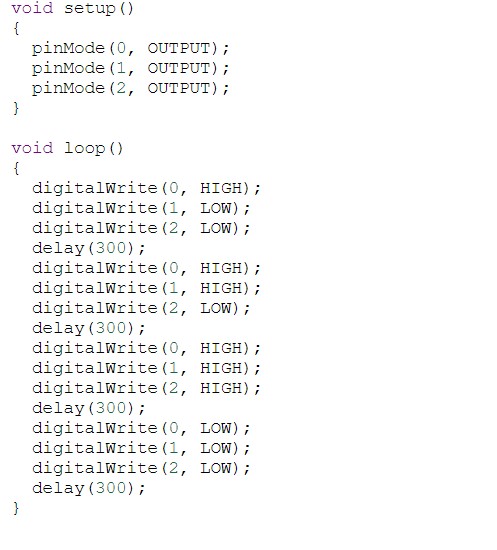 void setup()
{
  pinMode(0, OUTPUT);
  pinMode(1, OUTPUT);
  pinMode(2, OUTPUT);
}

void loop()
{
  digitalWrite(0, HIGH);
  digitalWrite(1, LOW);
  digitalWrite(2, LOW);
  delay(300);
  digitalWrite(0, HIGH);
  digitalWrite(1, HIGH);
  digitalWrite(2, LOW);
  delay(300);
  digitalWrite(0, HIGH);
  digitalWrite(1, HIGH);
  digitalWrite(2, HIGH);
  delay(300);
  digitalWrite(0, LOW);
  digitalWrite(1, LOW);
  digitalWrite(2, LOW);
  delay(300);
}